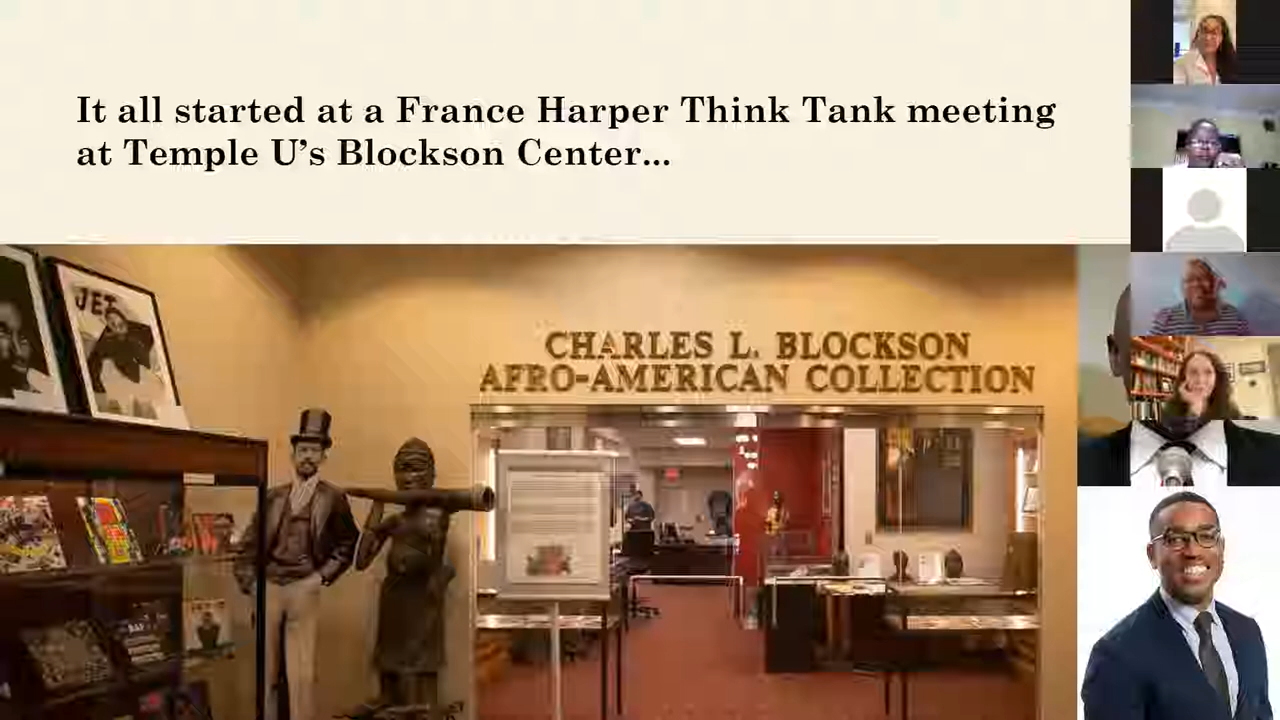 It all started at a France Harper Think Tank meeting
at Temple U’s Blockson Center...
CHARLES L. BLOCKSON
AFRO-AMERICAN COLLECTION
JET